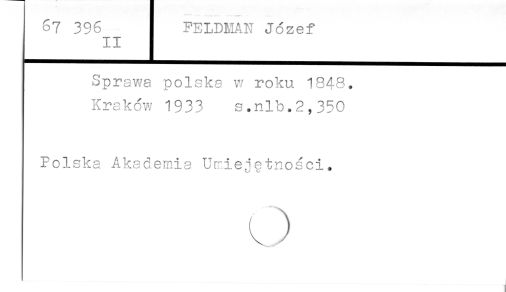 67 396 II
FELDMAN Józef
Sprawa polska w roku 1848.
Kraków 1933 s.nlb.2,350
Polska Akademia Umiejętności.